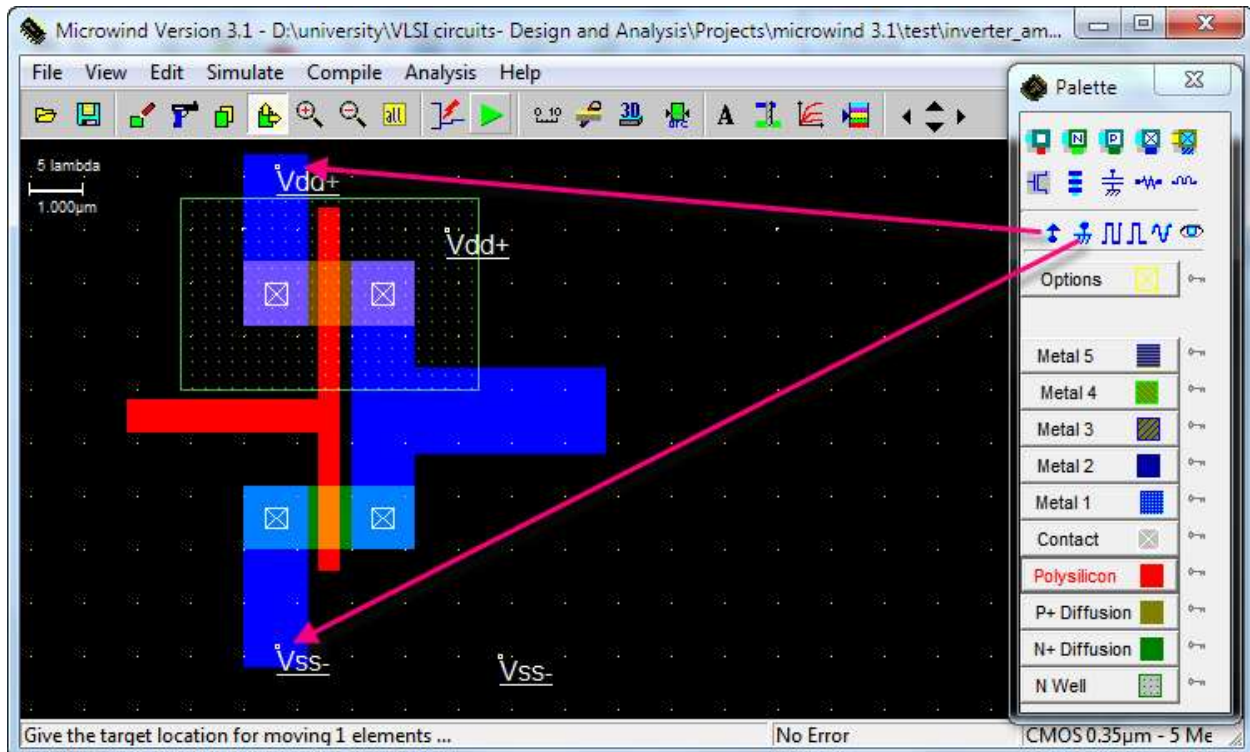 Microwind Version 3.1 - D:\university\VLSI circuits- Design and Analysis\Projects\microwind 3.1\test\inverter_am...
File View Edit Simulate Compile Analysis Help
Palette
5 lambda
1.000µm
Vdd+
Vdd+
Options
Metal 5
Metal 4
Metal 3
Metal 2
Metal 1
Contact
Polysilicon
P+ Diffusion
N+ Diffusion
N Well
Vss-
Vss-
Give the target location for moving 1 elements ...
No Error
CMOS 0.35µm - 5 Me